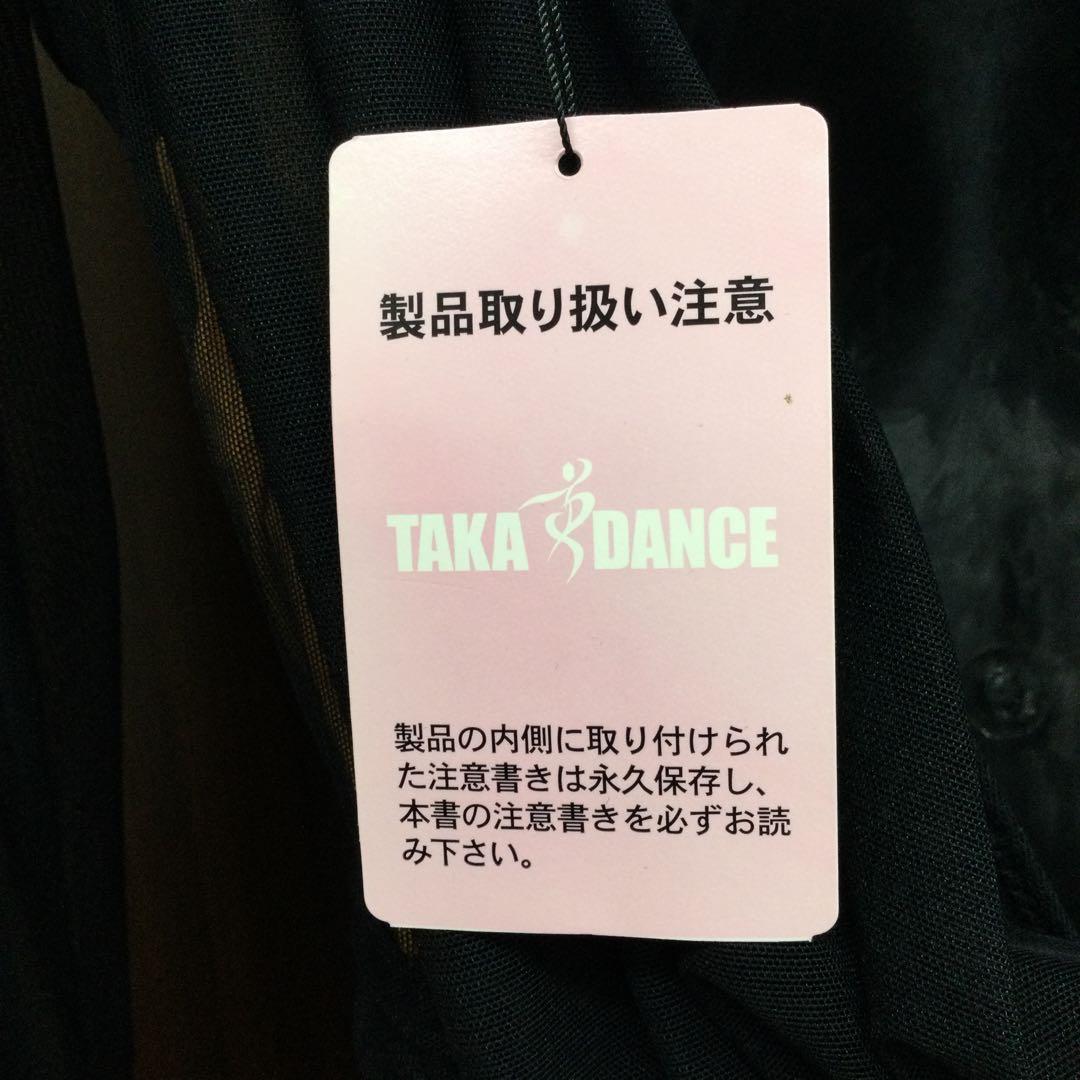 製品取り扱い注意
TAKA DANCE
製品の内側に取り付けられ
た注意書きは永久保存し、
本書の注意書きを必ずお読
み下さい。